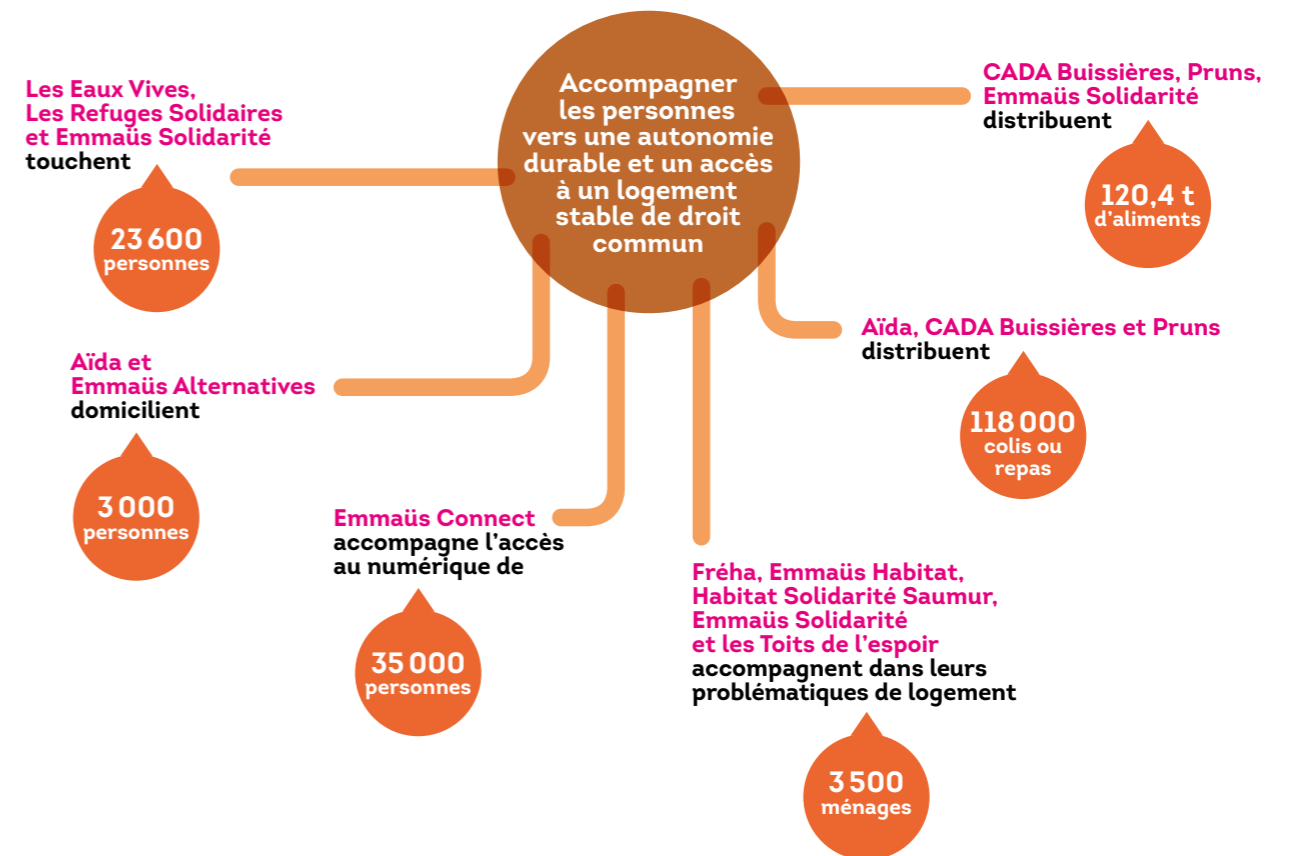 Accompagner
les personnes
vers une autonomie
durable et un accès
à un logement
stable de droit
commun
Les Eaux Vives,
Les Refuges Solidaires
et Emmaüs Solidarité
touchent
23 600
personnes
CADA Buissières, Pruns,
Emmaüs Solidarité
distribuent
120,4 t
d’aliments
Aïda et
Emmaüs Alternatives
domicilient
3 000
personnes
Aïda, CADA Buissières et Pruns
distribuent
118 000
colis ou
repas
Emmaüs Connect
accompagne l’accès
au numérique de
35 000
personnes
Fréha, Emmaüs Habitat,
Habitat Solidarité Saumur,
Emmaüs Solidarité
et les Toits de l’espoir
accompagnent dans leurs
problématiques de logement
3 500
ménages